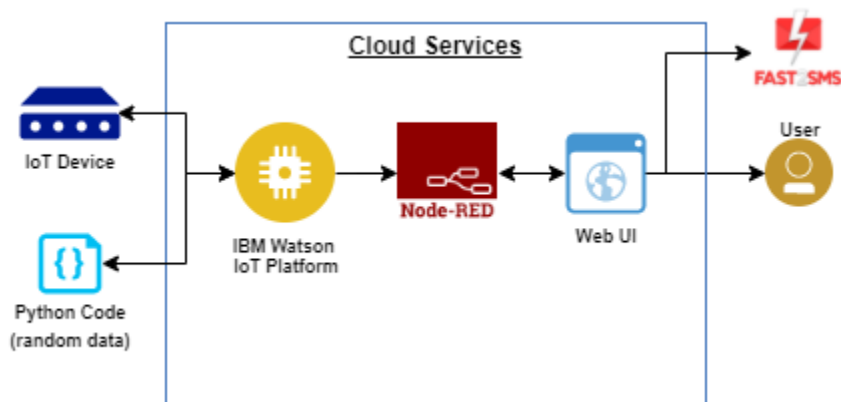 Cloud Services
FAST2SMS
IoT Device
User
Node-RED
Web UI
IBM Watson
IoT Platform
{}
Python Code
(random data)